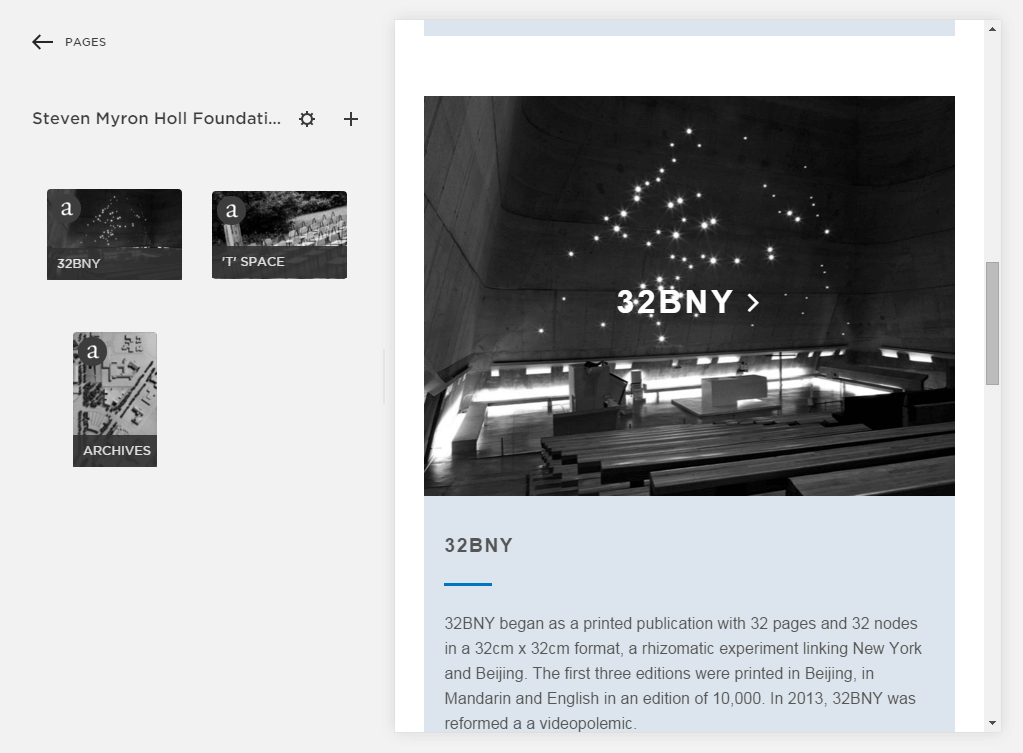 PAGES
Steven Myron Holl Foundati...
a
32BNY
a
'T' SPACE
a
ARCHIVES
32BNY
32BNY
32BNY began as a printed publication with 32 pages and 32 nodes
in a 32cm x 32cm format, a rhizomatic experiment linking New York
and Beijing. The first three editions were printed in Beijing, in
Mandarin and English in an edition of 10,000. In 2013, 32BNY was
reformed a a videopolemic.